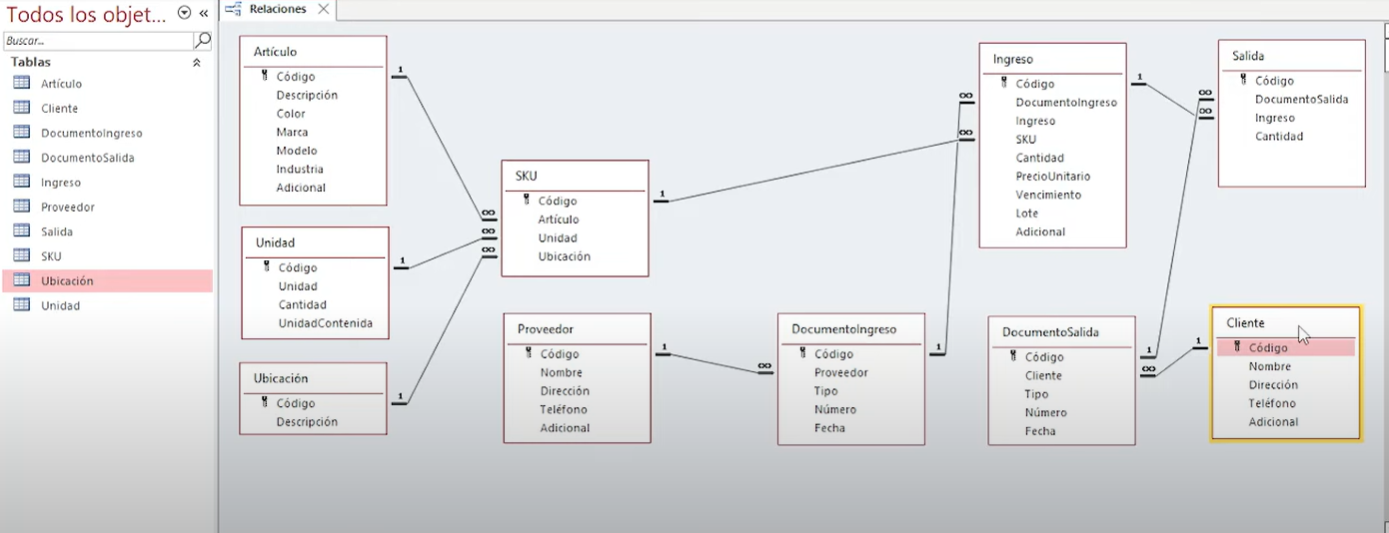 Todos los objet...
Buscar...
Tablas
Artículo
Cliente
DocumentoIngreso
DocumentoSalida
Ingreso
Proveedor
Salida
SKU
Ubicación
Unidad
Relaciones
Artículo
Código
Descripción
Color
Marca
Modelo
Industria
Adicional
1
Unidad
Código
Unidad
Cantidad
UnidadContenida
1
Ubicación
Código
Descripción
1
SKU
Código
Artículo
Unidad
Ubicación
∞
∞
∞
1
Proveedor
Código
Nombre
Dirección
Teléfono
Adicional
1
DocumentoIngreso
Código
Proveedor
Tipo
Número
Fecha
∞
1
Ingreso
Código
DocumentoIngreso
Ingreso
SKU
Cantidad
PrecioUnitario
Vencimiento
Lote
Adicional
∞
∞
1
DocumentoSalida
Código
Cliente
Tipo
Número
Fecha
1
∞
Salida
Código
DocumentoSalida
Ingreso
Cantidad
∞
∞
Cliente
Código
Nombre
Dirección
Teléfono
Adicional
1